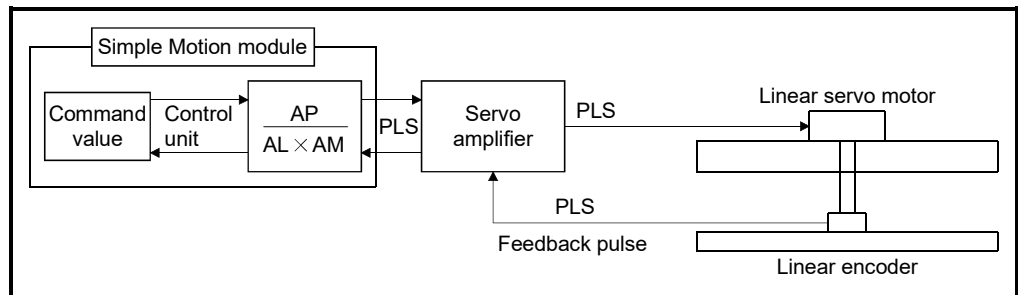 Simple Motion module
Command
value
Control
unit
AP
AL × AM
PLS
Servo
amplifier
PLS
Linear servo motor
PLS
Feedback pulse
Linear encoder